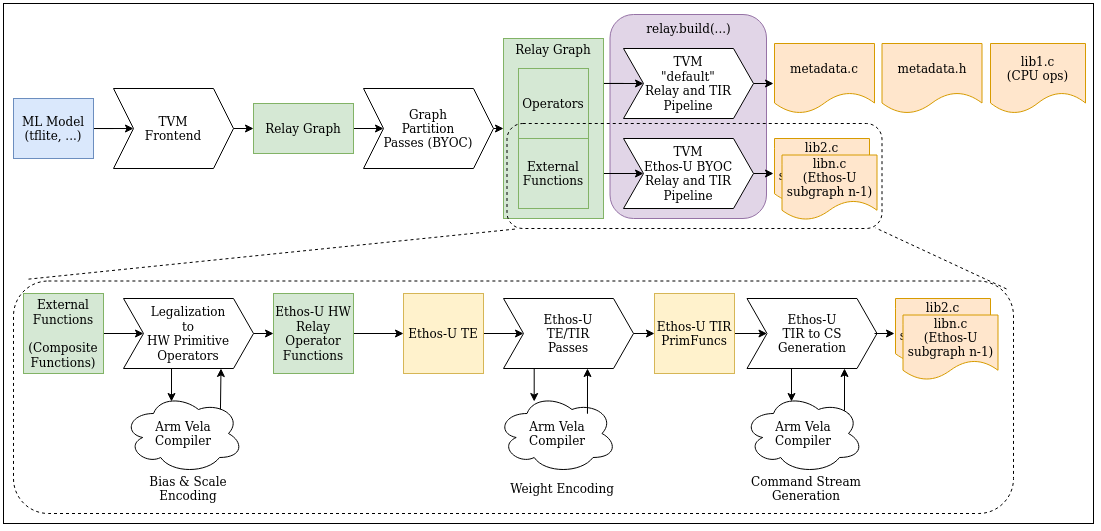 relay.build(...)
Relay Graph
Operators
External
Functions
TVM
"default"
Relay and TIR
Pipeline
metadata.c
metadata.h
lib1.c
(CPU ops)
ML Model
(tflite, ...)
TVM
Frontend
Relay Graph
Graph
Partition
Passes (BYOC)
TVM
Ethos-U BYOC
Relay and TIR
Pipeline
lib2.c
s
libn.c
(Ethos-U
subgraph n-1)
External
Functions
(Composite
Functions)
Legalization
to
HW Primitive
Operators
Ethos-U HW
Relay
Operator
Functions
Ethos-U TE
Ethos-U
TE/TIR
Passes
Ethos-U TIR
PrimFuncs
Ethos-U
TIR to CS
Generation
lib2.c
s
libn.c
(Ethos-U
subgraph n-1)
Arm Vela
Compiler
Bias & Scale
Encoding
Arm Vela
Compiler
Weight Encoding
Arm Vela
Compiler
Command Stream
Generation